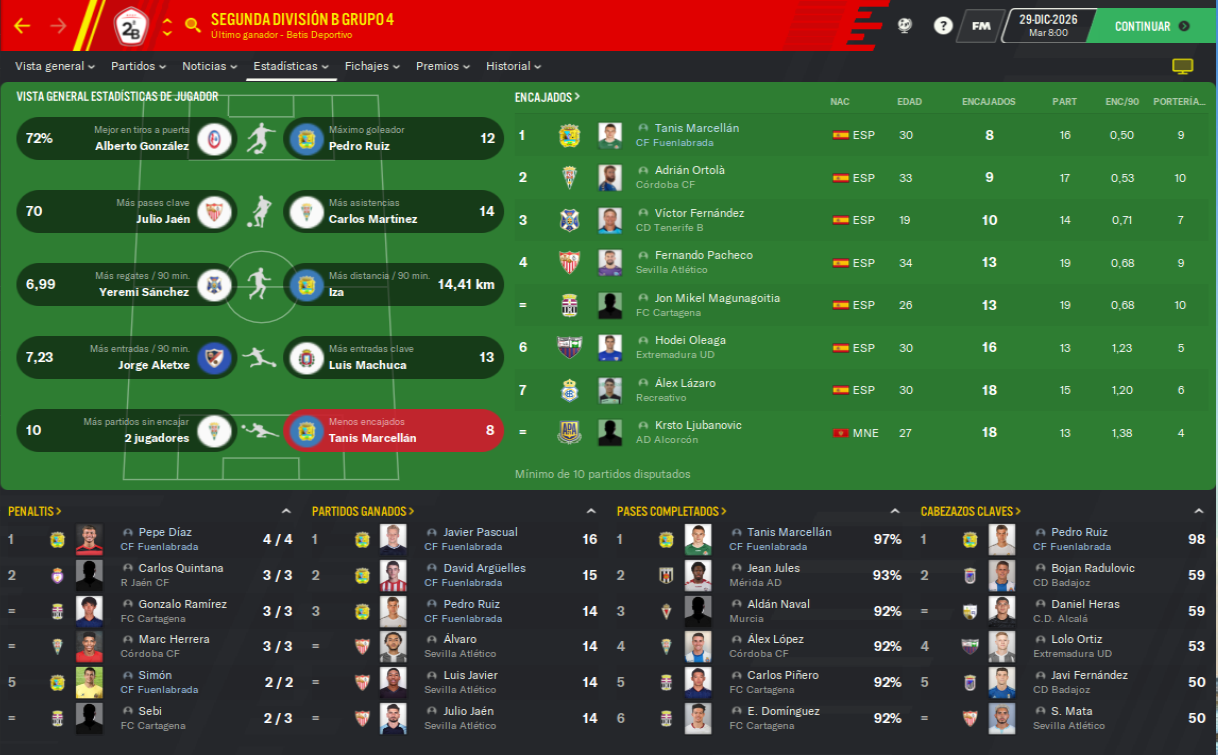 SEGUNDA DIVISIÓN B GRUPO 4
Último ganador - Betis Deportivo
2ªB
?
FM
29-DIC-2026
Mar 8:00
CONTINUAR
Vista general Partidos Noticias Estadísticas Fichajes Premios Historial
VISTA GENERAL ESTADÍSTICAS DE JUGADOR
72% Mejor en tiros a puerta Alberto González
Máximo goleador Pedro Ruiz 12
70 Más pases clave Julio Jaén
Más asistencias Carlos Martínez 14
6,99 Más regates / 90 min. Yeremi Sánchez
Más distancia / 90 min. Iza 14,41 km
7,23 Más entradas / 90 min. Jorge Aketxe
Más entradas clave Luis Machuca 13
10 Más partidos sin encajar 2 jugadores
Menos encajados Tanis Marcellán 8
ENCAJADOS > NAC EDAD ENCAJADOS PART ENC/90 PORTERÍA...
1 Tanis Marcellán CF Fuenlabrada ESP 30 8 16 0,50 9
2 Adrián Ortolà Córdoba CF ESP 33 9 17 0,53 10
3 Víctor Fernández CD Tenerife B ESP 19 10 14 0,71 7
4 Fernando Pacheco Sevilla Atlético ESP 34 13 19 0,68 9
= Jon Mikel Magunagoitia FC Cartagena ESP 26 13 19 0,68 10
6 Hodei Oleaga Extremadura UD ESP 30 16 13 1,23 5
7 Álex Lázaro Recreativo ESP 30 18 15 1,20 6
= Krsto Ljubanovic AD Alcorcón MNE 27 18 13 1,38 4
Mínimo de 10 partidos disputados
PENALTIS >
1 Pepe Díaz CF Fuenlabrada 4 / 4
2 Carlos Quintana R Jaén CF 3 / 3
= Gonzalo Ramírez FC Cartagena 3 / 3
= Marc Herrera Córdoba CF 3 / 3
5 Simón CF Fuenlabrada 2 / 2
= Sebi FC Cartagena 2 / 3
PARTIDOS GANADOS >
1 Javier Pascual CF Fuenlabrada 16
2 David Argüelles CF Fuenlabrada 15
3 Pedro Ruiz CF Fuenlabrada 14
= Álvaro Sevilla Atlético 14
= Luis Javier Sevilla Atlético 14
= Julio Jaén Sevilla Atlético 14
PASES COMPLETADOS >
1 Tanis Marcellán CF Fuenlabrada 97%
2 Jean Jules Mérida AD 93%
3 Aldán Naval Murcia 92%
4 Álex López Córdoba CF 92%
5 Carlos Piñero FC Cartagena 92%
6 E. Domínguez FC Cartagena 92%
CABEZAZOS CLAVES >
1 Pedro Ruiz CF Fuenlabrada 98
2 Bojan Radulovic CD Badajoz 59
= Daniel Heras C.D. Alcalá 59
4 Lolo Ortiz Extremadura UD 53
5 Javi Fernández CD Badajoz 50
= S. Mata Sevilla Atlético 50